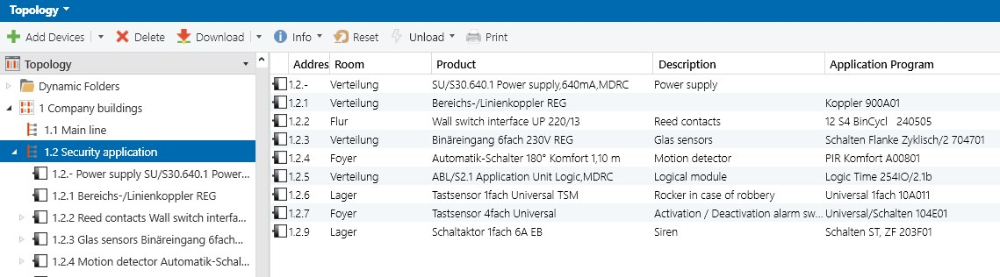 Topology
Add Devices Delete Download Info Reset Unload Print
Topology
Dynamic Folders
1 Company buildings
1.1 Main line
1.2 Security application
1.2.- Power supply SU/S30.640.1 Power...
1.2.1 Bereichs-/Linienkoppler REG
1.2.2 Reed contacts Wall switch interfa...
1.2.3 Glas sensors Binäreingang 6fach...
1.2.4 Motion detector Automatik-Schal...
Addres Room Product Description Application Program
1.2.- Verteilung SU/S30.640.1 Power supply,640mA,MDRC Power supply
1.2.1 Verteilung Bereichs-/Linienkoppler REG Koppler 900A01
1.2.2 Flur Wall switch interface UP 220/13 Reed contacts 12 S4 BinCycl 240505
1.2.3 Verteilung Binäreingang 6fach 230V REG Glas sensors Schalten Flanke Zyklisch/2 704701
1.2.4 Foyer Automatik-Schalter 180° Komfort 1,10 m Motion detector PIR Komfort A00801
1.2.5 Verteilung ABL/S2.1 Application Unit Logic,MDRC Logical module Logic Time 254IO/2.1b
1.2.6 Lager Tastsensor 1fach Universal TSM Rocker in case of robbery Universal 1fach 10A011
1.2.7 Foyer Tastsensor 4fach Universal Activation / Deactivation alarm sw... Universal/Schalten 104E01
1.2.9 Lager Schaltaktor 1fach 6A EB Siren Schalten ST, ZF 203F01